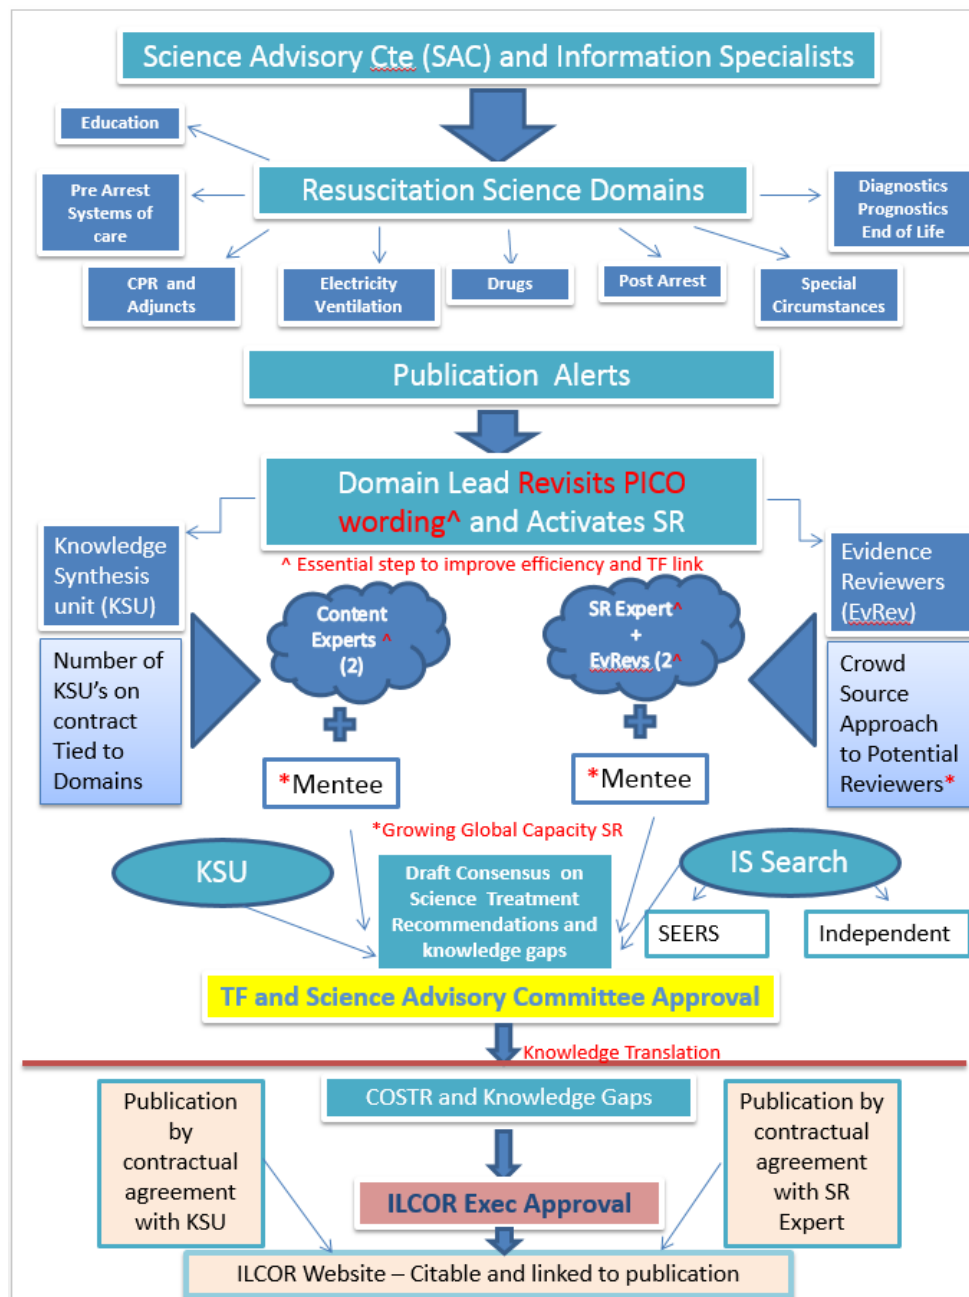 Science Advisory Cte (SAC) and Information Specialists
Education
Resuscitation Science Domains
Pre Arrest
Systems of
care
Diagnostics
Prognostics
End of Life
CPR and
Adjuncts
Electricity
Ventilation
Drugs
Post Arrest
Special
Circumstances
Publication Alerts
Domain Lead Revisits PICO
wording^ and Activates SR
^ Essential step to improve efficiency and TF link
Knowledge
Synthesis
unit (KSU)
Number of
KSU's on
contract
Tied to
Domains
Content
Experts ^
(2)
*Mentee
SR Expert^
+
EvRevs (2^
*Mentee
Evidence
Reviewers
(EvRev)
Crowd
Source
Approach
to Potential
Reviewers*
*Growing Global Capacity SR
KSU
Draft Consensus on
Science Treatment
Recommendations and
knowledge gaps
IS Search
SEERS
Independent
TF and Science Advisory Committee Approval
Knowledge Translation
Publication
by
contractual
agreement
with KSU
COSTR and Knowledge Gaps
Publication by
contractual
agreement
with SR
Expert
ILCOR Exec Approval
ILCOR Website – Citable and linked to publication